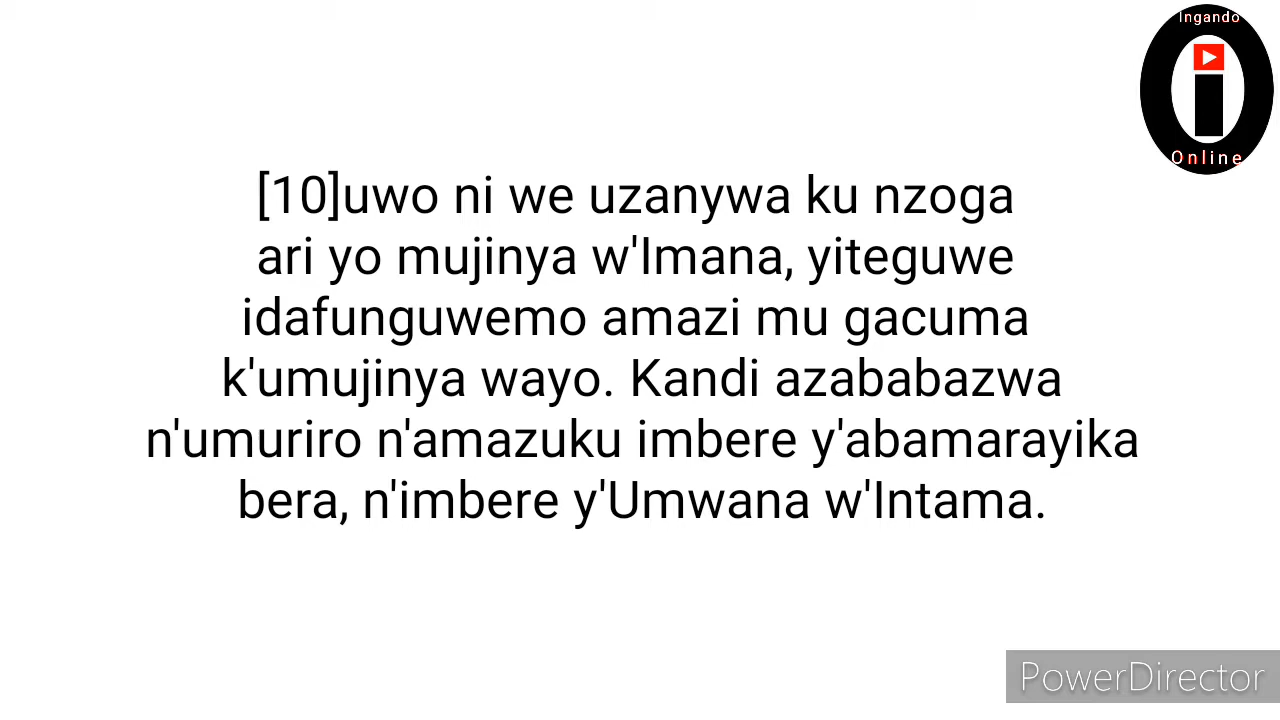 Ingando
Online
[10]uwo ni we uzanywa ku nzoga
ari yo mujinya w'Imana, yiteguwe
idafunguwemo amazi mu gacuma
k'umujinya wayo. Kandi azababazwa
n'umuriro n'amazuku imbere y'abamarayika
bera, n'imbere y'Umwana w'Intama.
PowerDirector